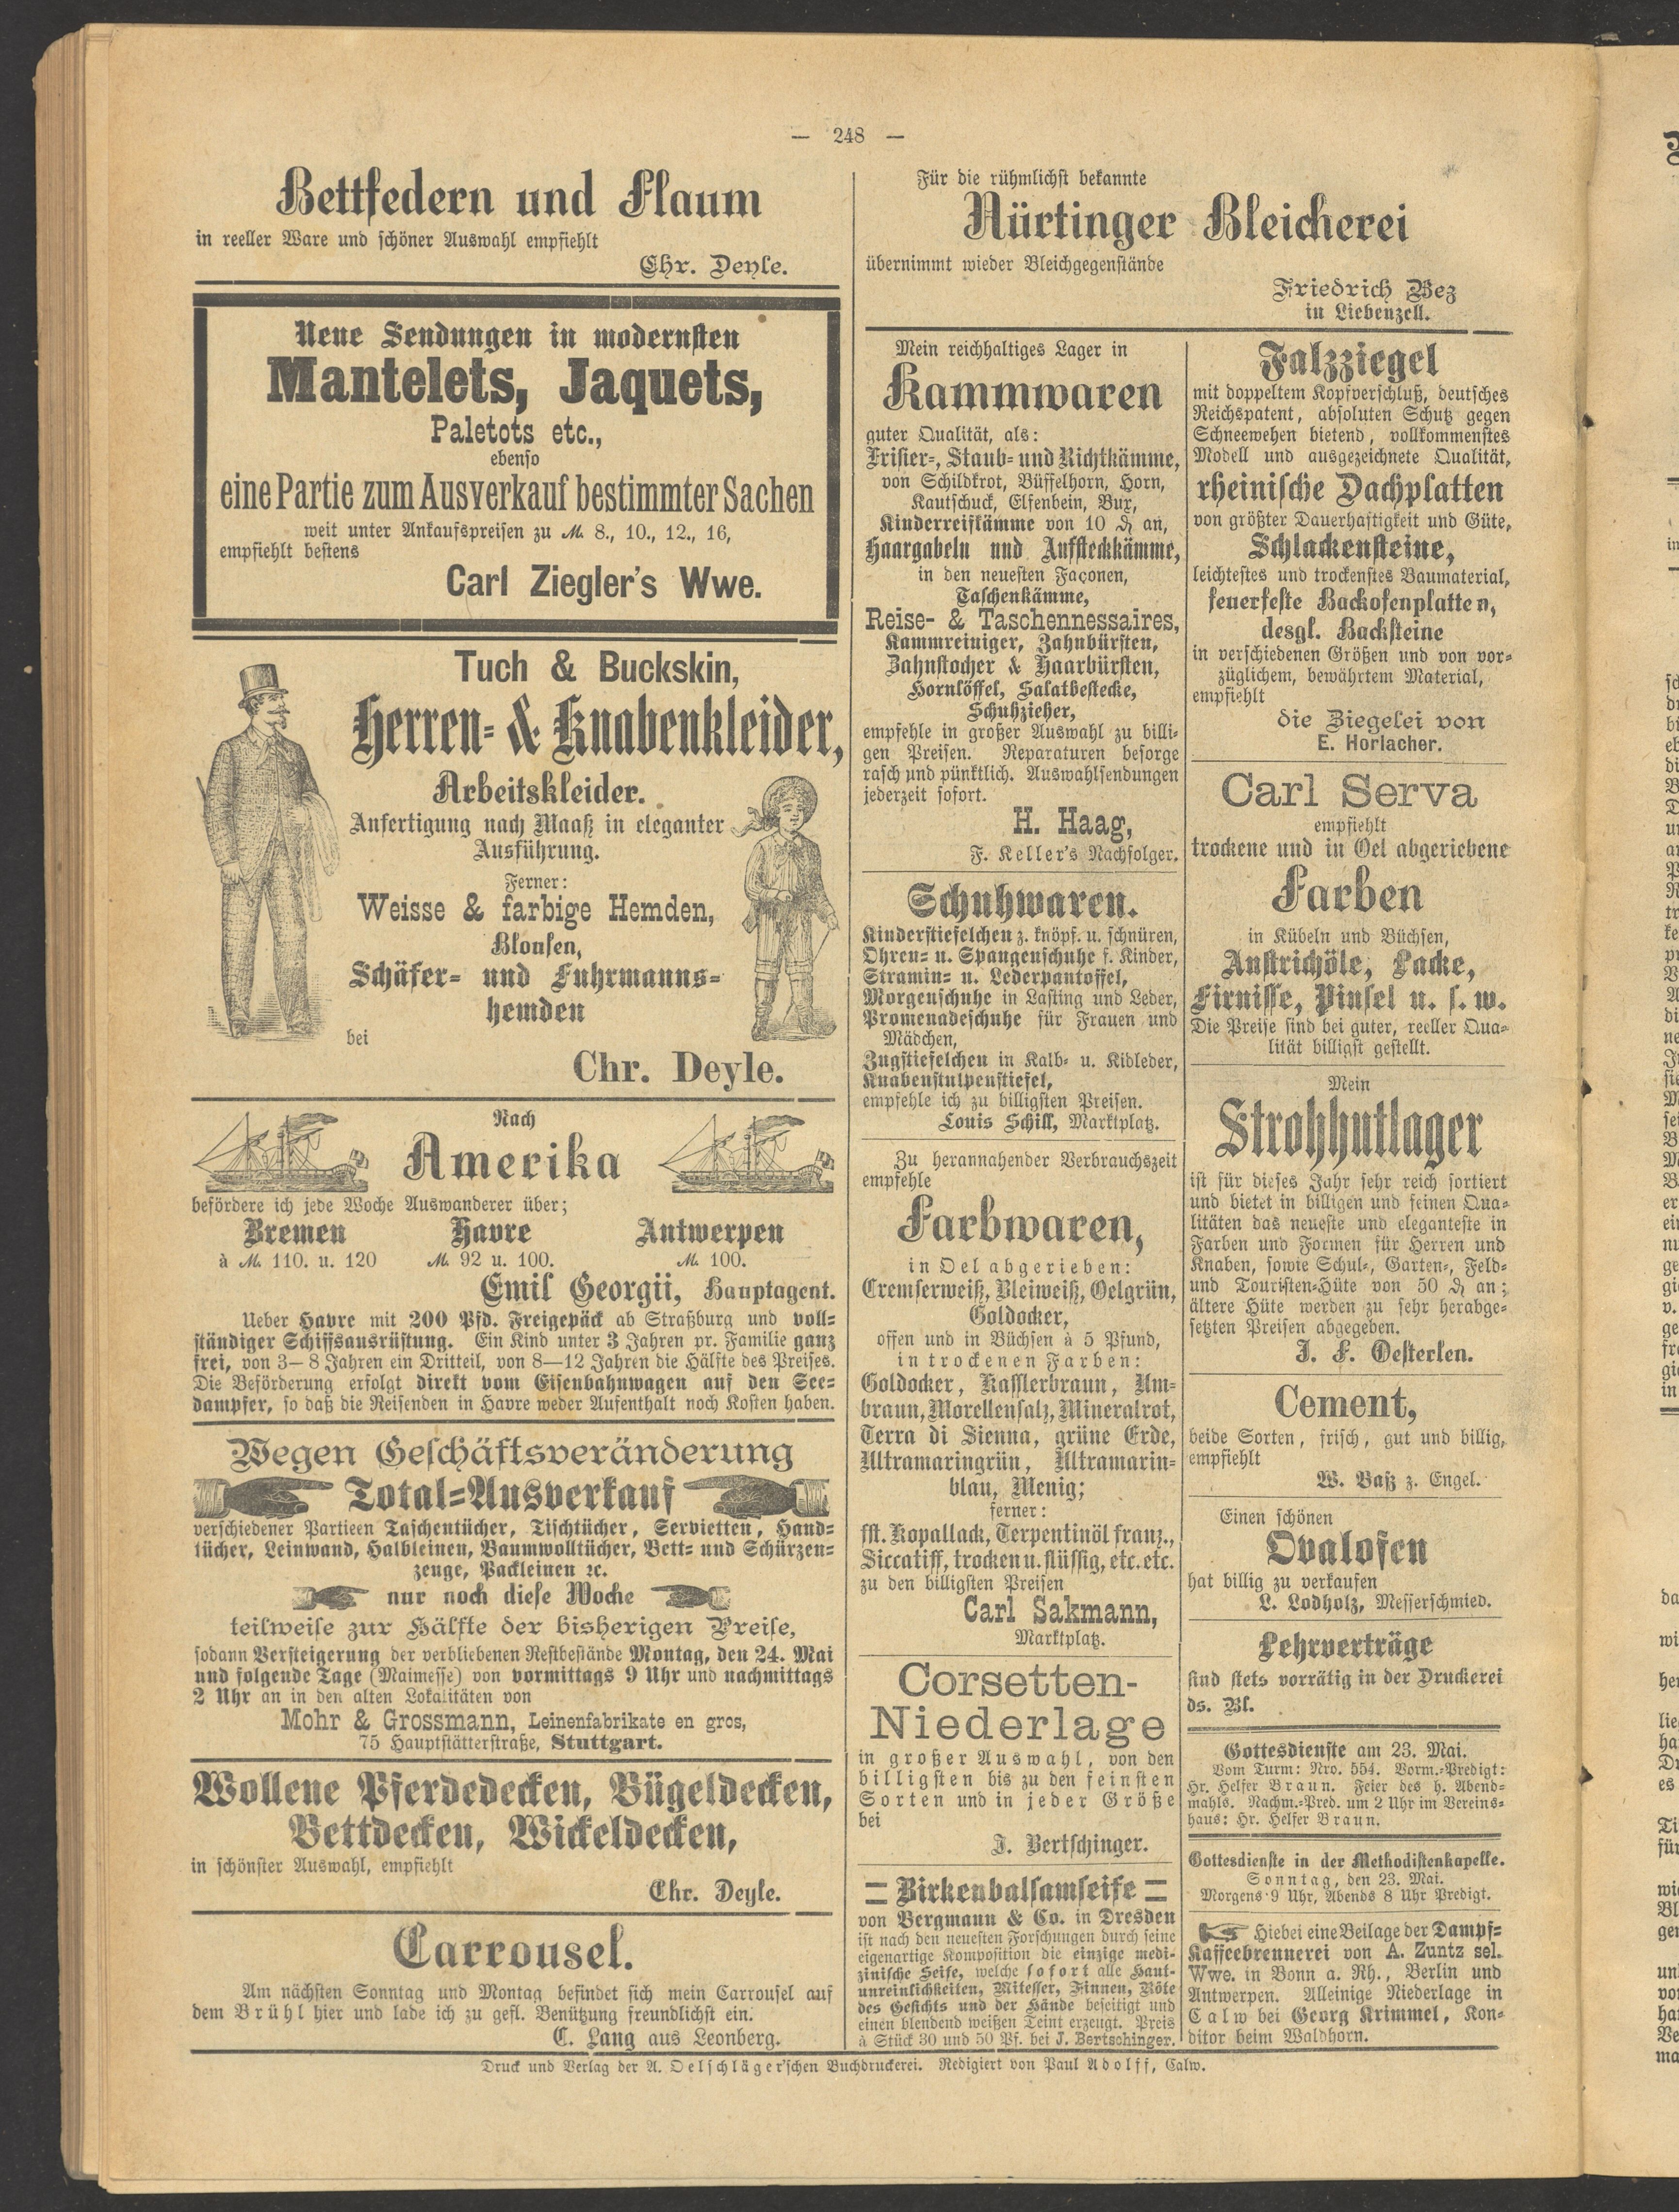 — 248 —
Bettfedern und Flaum
in reeller Ware und schöner Auswahl empfiehlt
Chr. Deyle.
Neue Sendungen in modernsten
Mantelets, Jaquets,
Paletots etc.,
ebenso
eine Partie zum Ausverkauf bestimmter Sachen
weit unter Ankaufspreisen zu M. 8., 10., 12., 16,
empfiehlt bestens
Carl Ziegler's Wwe.
Tuch & Buckskin,
Herren- & Knabenkleider,
Arbeitskleider.
Anfertigung nach Maaß in eleganter
Ausführung.
Ferner:
Weisse & farbige Hemden,
Blousen,
Schäfer- und Fuhrmanns-
hemden
bei
Chr. Deyle.
Nach
Amerika
befördere ich jede Woche Auswanderer über;
Bremen Havre Antwerpen
à M. 110. u. 120 M. 92 u. 100. M. 100.
Emil Georgii, Hauptagent.
Ueber Havre mit 200 Pfd. Freigepäck ab Straßburg und voll-
ständiger Schiffsausrüstung. Ein Kind unter 3 Jahren pr. Familie ganz
frei, von 3—8 Jahren ein Dritteil, von 8—12 Jahren die Hälfte des Preises.
Die Beförderung erfolgt direkt vom Eisenbahnwagen auf den See-
dampfer, so daß die Reisenden in Havre weder Aufenthalt noch Kosten haben.
Wegen Geschäftsveränderung
Total-Ausverkauf
verschiedener Partieen Taschentücher, Tischtücher, Servietten, Hand-
tücher, Leinwand, Halbleinen, Baumwolltücher, Bett- und Schürzen-
zeuge, Packleinen ꝛc.
nur noch diese Woche
teilweise zur Hälfte der bisherigen Preise,
sodann Versteigerung der verbliebenen Restbestände Montag, den 24. Mai
und folgende Tage (Maimesse) von vormittags 9 Uhr und nachmittags
2 Uhr an in den alten Lokalitäten von
Mohr & Grossmann, Leinenfabrikate en gros,
75 Hauptstätterstraße, Stuttgart.
Wollene Pferdedecken, Bügeldecken,
Bettdecken, Wickeldecken,
in schönster Auswahl, empfiehlt
Chr. Deyle.
Carrousel.
Am nächsten Sonntag und Montag befindet sich mein Carrousel auf
dem Brühl hier und lade ich zu gefl. Benützung freundlichst ein.
C. Lang aus Leonberg.
Für die rühmlichst bekannte
Nürtinger Bleicherei
übernimmt wieder Bleichgegenstände
Friedrich Bez
in Liebenzell.
Mein reichhaltiges Lager in
Kammwaren
guter Qualität, als:
Frisier-, Staub- und Richtkämme,
von Schildkrot, Büffelhorn, Horn,
Kautschuck, Elfenbein, Bux,
Kinderreifkämme von 10 ₰ an,
Haargabeln und Aufsteckkämme,
in den neuesten Façonen,
Taschenkämme,
Reise- & Taschennessaires,
Kammreiniger, Zahnbürsten,
Zahnstocher & Haarbürsten,
Hornlöffel, Salatbestecke,
Schuhzieher,
empfehle in großer Auswahl zu billi-
gen Preisen. Reparaturen besorge
rasch und pünktlich. Auswahlsendungen
jederzeit sofort.
H. Haag,
F. Keller's Nachfolger.
Schuhwaren.
Kinderstiefelchen z. knöpf. u. schnüren,
Ohren- u. Spangenschuhe f. Kinder,
Stramin- u. Lederpantoffel,
Morgenschuhe in Lasting und Leder,
Promenadeschuhe für Frauen und
Mädchen,
Zugstiefelchen in Kalb- u. Kidleder,
Knabenstulpenstiefel,
empfehle ich zu billigsten Preisen.
Louis Schill, Marktplatz.
Zu herannahender Verbrauchszeit
empfehle
Farbwaren,
in Oel abgerieben:
Cremserweiß, Bleiweiß, Oelgrün,
Goldocker,
offen und in Büchsen à 5 Pfund,
in trockenen Farben:
Goldocker, Kasslerbraun, Um-
braun, Morellensalz, Mineralrot,
Terra di Sienna, grüne Erde,
Ultramaringrün, Ultramarin-
blau, Menig;
ferner:
fst. Kopallack, Terpentinöl franz.,
Siccatiff, trocken u. flüssig, etc. etc.
zu den billigsten Preisen
Carl Sakmann,
Marktplatz.
Corsetten-
Niederlage
in großer Auswahl, von den
billigsten bis zu den feinsten
Sorten und in jeder Größe
bei
J. Bertschinger.
= Birkenbalsamseife =
von Bergmann & Co. in Dresden
ist nach den neuesten Forschungen durch seine
eigenartige Komposition die einzige medi-
zinische Seife, welche sofort alle Haut-
unreinlichkeiten, Mitesser, Finnen, Röte
des Gesichts und der Hände beseitigt und
einen blendend weißen Teint erzeugt. Preis
à Stück 30 und 50 Pf. bei J. Bertschinger.
Falzziegel
mit doppeltem Kopfverschluß, deutsches
Reichspatent, absoluten Schutz gegen
Schneewehen bietend, vollkommenstes
Modell und ausgezeichnete Qualität,
rheinische Dachplatten
von größter Dauerhaftigkeit und Güte,
Schlackensteine,
leichtestes und trockenstes Baumaterial,
feuerfeste Backofenplatten,
desgl. Backsteine
in verschiedenen Größen und von vor-
züglichem, bewährtem Material,
empfiehlt
die Ziegelei von
E. Horlacher.
Carl Serva
empfiehlt
trockene und in Oel abgeriebene
Farben
in Kübeln und Büchsen,
Anstrichöle, Lacke,
Firnisse, Pinsel u. s. w.
Die Preise sind bei guter, reeller Qua-
lität billigst gestellt.
Mein
Strohhutlager
ist für dieses Jahr sehr reich sortiert
und bietet in billigen und feinen Qua-
litäten das neueste und eleganteste in
Farben und Formen für Herren und
Knaben, sowie Schul-, Garten-, Feld-
und Touristen-Hüte von 50 ₰ an;
ältere Hüte werden zu sehr herabge-
setzten Preisen abgegeben.
J. F. Oesterlen.
Cement,
beide Sorten, frisch, gut und billig,
empfiehlt
W. Baß z. Engel.
Einen schönen
Ovalofen
hat billig zu verkaufen
L. Lodholz, Messerschmied.
Lehrverträge
sind stets vorrätig in der Druckerei
ds. Bl.
Gottesdienste am 23. Mai.
Vom Turm: Nro. 554. Vorm.-Predigt:
Hr. Helfer Braun. Feier des h. Abend-
mahls. Nachm.-Pred. um 2 Uhr im Vereins-
haus: Hr. Helfer Braun.
Gottesdienste in der Methodistenkapelle.
Sonntag, den 23. Mai.
Morgens 9 Uhr, Abends 8 Uhr Predigt.
Hiebei eine Beilage der Dampf-
Kaffeebrennerei von A. Zuntz sel.
Wwe. in Bonn a. Rh., Berlin und
Antwerpen. Alleinige Niederlage in
Calw bei Georg Krimmel, Kon-
ditor beim Waldhorn.
Druck und Verlag der A. Oelschläger'schen Buchdruckerei. Redigiert von Paul Adolff, Calw.